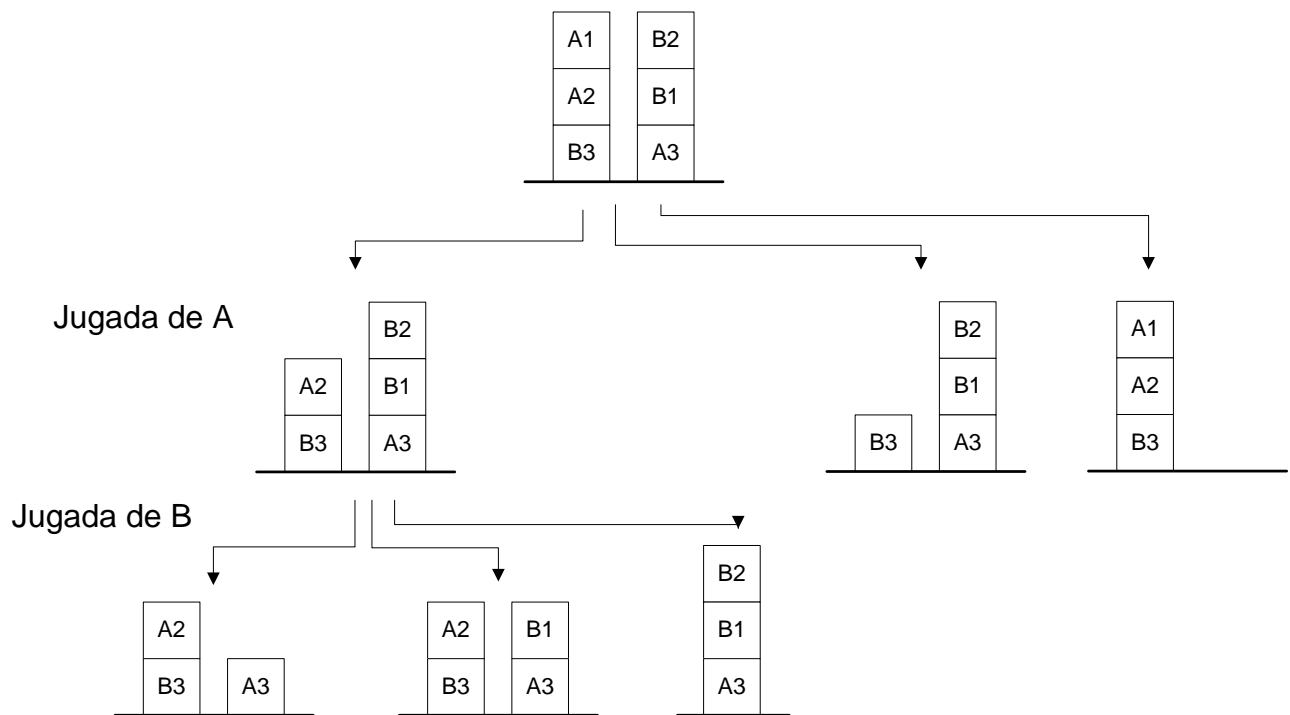 A1 B2
A2 B1
B3 A3
Jugada de A
B2 B2 A1
A2 B1 B1 A2
B3 A3 B3 A3 B3
Jugada de B
B2
A2 A2 B1 B1
B3 A3 B3 A3 A3